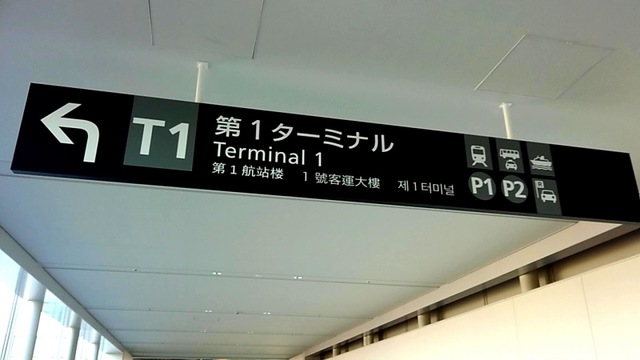 T1
第1ターミナル
Terminal 1
第1航站楼 1號客運大樓 제1터미널
P1 P2
P